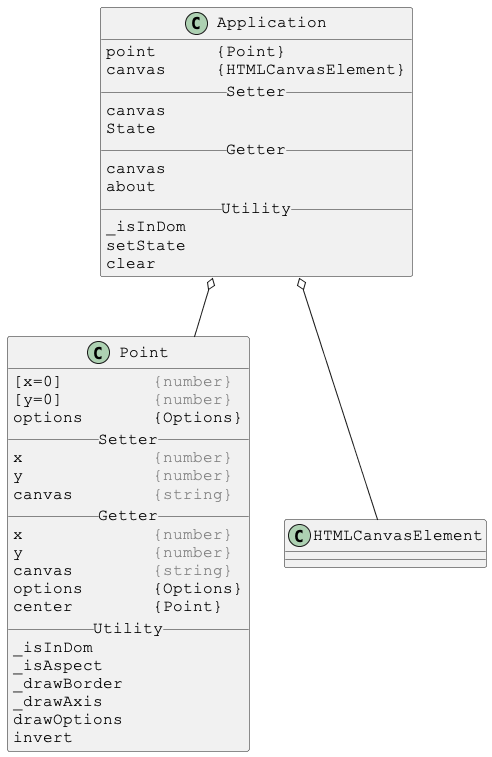 C Application
point {Point}
canvas {HTMLCanvasElement}
Setter
canvas
State
Getter
canvas
about
Utility
_isInDom
setState
clear
C Point
[x=0] {number}
[y=0] {number}
options {Options}
Setter
x {number}
y {number}
canvas {string}
Getter
x {number}
y {number}
canvas {string}
options {Options}
center {Point}
Utility
_isInDom
_isAspect
_drawBorder
_drawAxis
drawOptions
invert
C HTMLCanvasElement